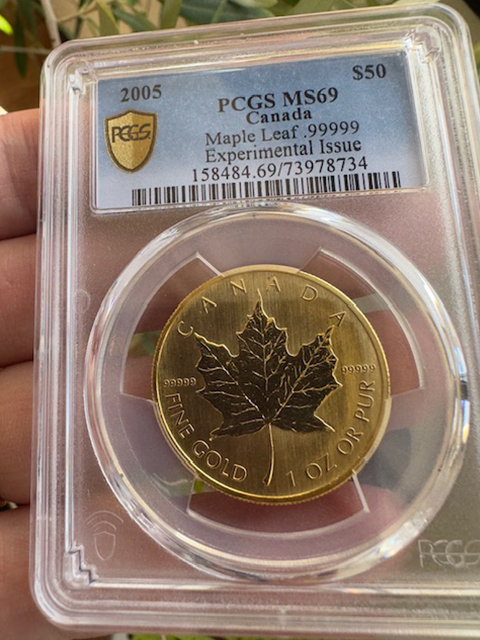 2005
$50
PCGS
PCGS MS69
Canada
Maple Leaf .99999
Experimental Issue
158484.69/73978734
CANADA
99999
99999
FINE GOLD 1 OZ OR PUR
PCGS